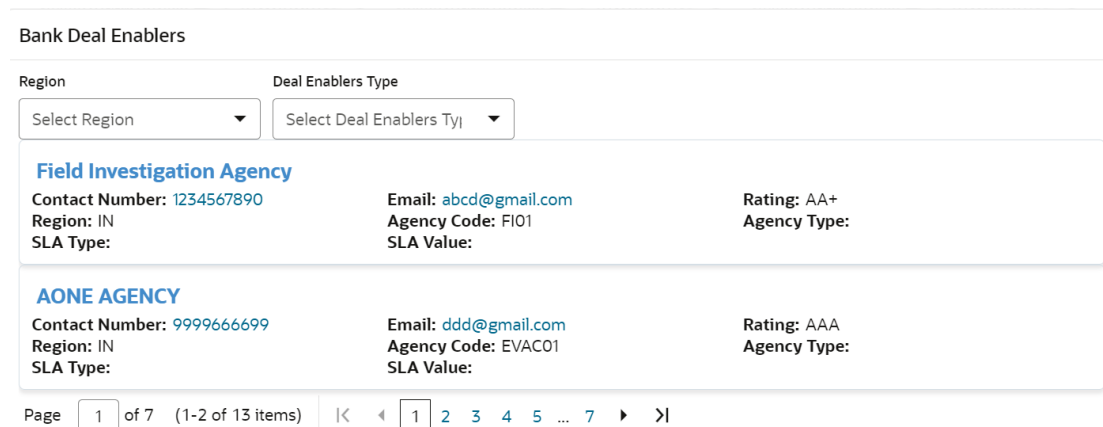 Bank Deal Enablers
Region Deal Enablers Type
Select Region Select Deal Enablers Ty
Field Investigation Agency
Contact Number: 1234567890 Email: abcd@gmail.com Rating: AA+
Region: IN Agency Code: FI01 Agency Type:
SLA Type: SLA Value:
AONE AGENCY
Contact Number: 9999666699 Email: ddd@gmail.com Rating: AAA
Region: IN Agency Code: EVAC01 Agency Type:
SLA Type: SLA Value:
Page 1 of 7 (1-2 of 13 items) 1 2 3 4 5 ... 7